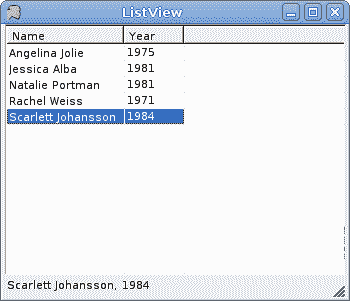 ListView
Name Year
Angelina Jolie 1975
Jessica Alba 1981
Natalie Portman 1981
Rachel Weiss 1971
Scarlett Johansson 1984
Scarlett Johansson, 1984